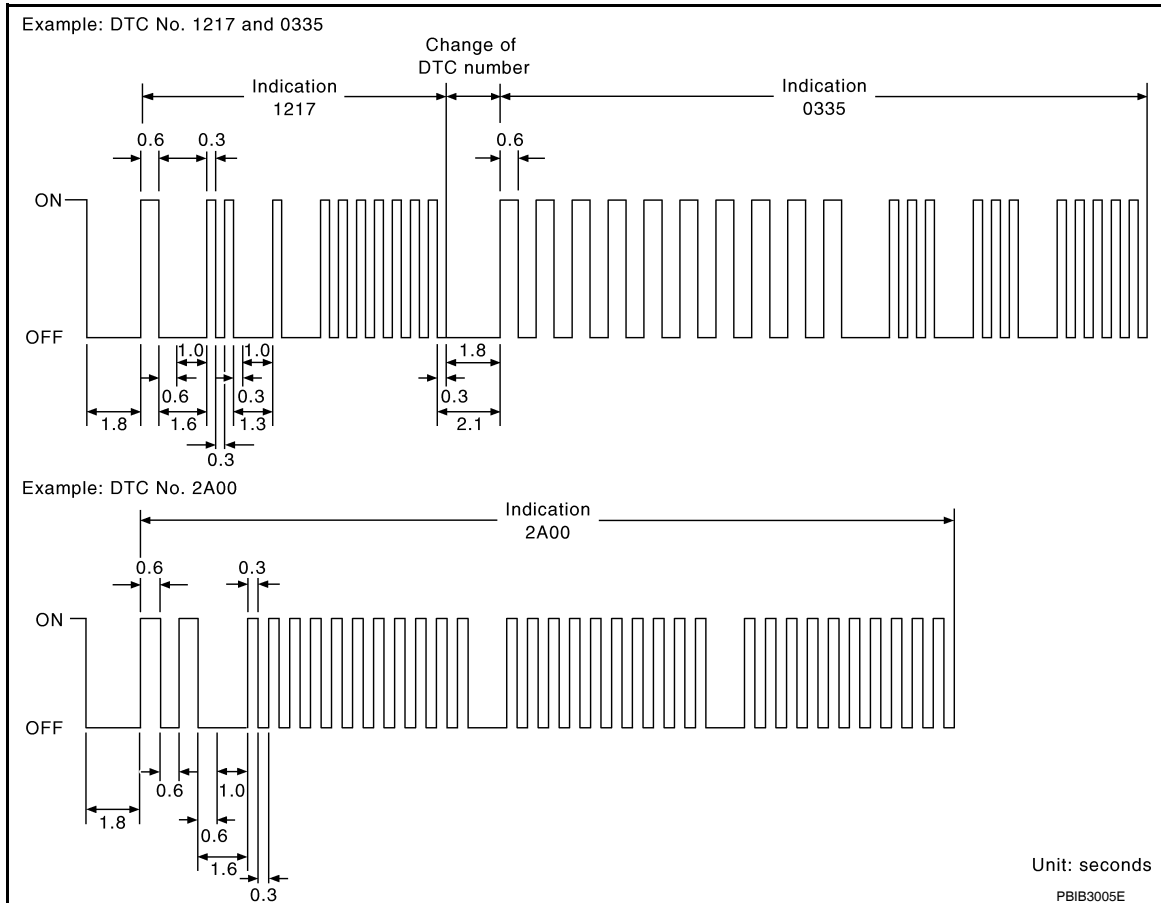 Example: DTC No. 1217 and 0335
Change of
DTC number
Indication
1217
Indication
0335
0.6
0.3
0.6
ON
OFF
1.0
1.0
1.8
0.6
0.3
0.3
1.8
1.6
1.3
2.1
0.3
Example: DTC No. 2A00
Indication
2A00
0.6
0.3
ON
OFF
0.6
1.0
1.8
0.6
1.6
0.3
Unit: seconds
PBIB3005E